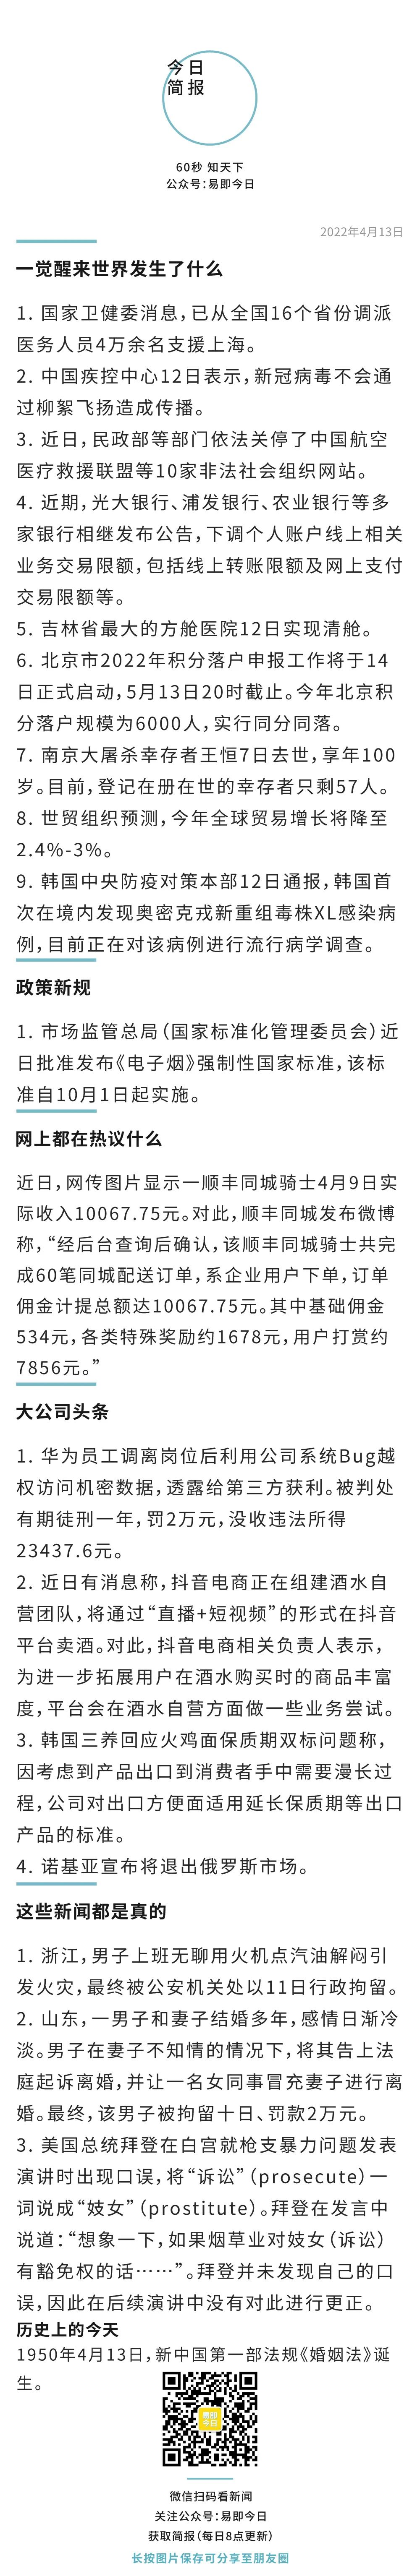 今日
简报
60秒 知天下
公众号：易即今日
2022年4月13日
一觉醒来世界发生了什么
1. 国家卫健委消息，已从全国16个省份调派
医务人员4万余名支援上海。
2. 中国疾控中心12日表示，新冠病毒不会通
过柳絮飞扬造成传播。
3. 近日，民政部等部门依法关停了中国航空
医疗救援联盟等10家非法社会组织网站。
4. 近期，光大银行、浦发银行、农业银行等多
家银行相继发布公告，下调个人账户线上相关
业务交易限额，包括线上转账限额及网上支付
交易限额等。
5. 吉林省最大的方舱医院12日实现清舱。
6. 北京市2022年积分落户申报工作将于14
日正式启动，5月13日20时截止。今年北京积
分落户规模为6000人，实行同分同落。
7. 南京大屠杀幸存者王恒7日去世，享年100
岁。目前，登记在册在世的幸存者只剩57人。
8. 世贸组织预测，今年全球贸易增长将降至
2.4%-3%。
9. 韩国中央防疫对策本部12日通报，韩国首
次在境内发现奥密克戎新重组毒株XL感染病
例，目前正在对该病例进行流行病学调查。
政策新规
1. 市场监管总局（国家标准化管理委员会）近
日批准发布《电子烟》强制性国家标准，该标
准自10月1日起实施。
网上都在热议什么
近日，网传图片显示一顺丰同城骑士4月9日实
际收入10067.75元。对此，顺丰同城发布微博
称，“经后台查询后确认，该顺丰同城骑士共完
成60笔同城配送订单，系企业用户下单，订单
佣金计提总额达10067.75元。其中基础佣金
534元，各类特殊奖励约1678元，用户打赏约
7856元。”
大公司头条
1. 华为员工调离岗位后利用公司系统Bug越
权访问机密数据，透露给第三方获利。被判处
有期徒刑一年，罚2万元，没收违法所得
23437.6元。
2. 近日有消息称，抖音电商正在组建酒水自
营团队，将通过“直播+短视频”的形式在抖音
平台卖酒。对此，抖音电商相关负责人表示，
为进一步拓展用户在酒水购买时的商品丰富
度，平台会在酒水自营方面做一些业务尝试。
3. 韩国三养回应火鸡面保质期双标问题称，
因考虑到产品出口到消费者手中需要漫长过
程，公司对出口方便面适用延长保质期等出口
产品的标准。
4. 诺基亚宣布将退出俄罗斯市场。
这些新闻都是真的
1. 浙江，男子上班无聊用火机点汽油解闷引
发火灾，最终被公安机关处以11日行政拘留。
2. 山东，一男子和妻子结婚多年，感情日渐冷
淡。男子在妻子不知情的情况下，将其告上法
庭起诉离婚，并让一名女同事冒充妻子进行离
婚。最终，该男子被拘留十日、罚款2万元。
3. 美国总统拜登在白宫就枪支暴力问题发表
演讲时出现口误，将“诉讼”（prosecute）一
词说成“妓女”（prostitute）。拜登在发言中
说道：“想象一下，如果烟草业对妓女（诉讼）
有豁免权的话……”。拜登并未发现自己的口
误，因此在后续演讲中没有对此进行更正。
历史上的今天
1950年4月13日，新中国第一部法规《婚姻法》诞
生。
易即
今日
微信扫码看新闻
关注公众号：易即今日
获取简报（每日8点更新）
长按图片保存可分享至朋友圈